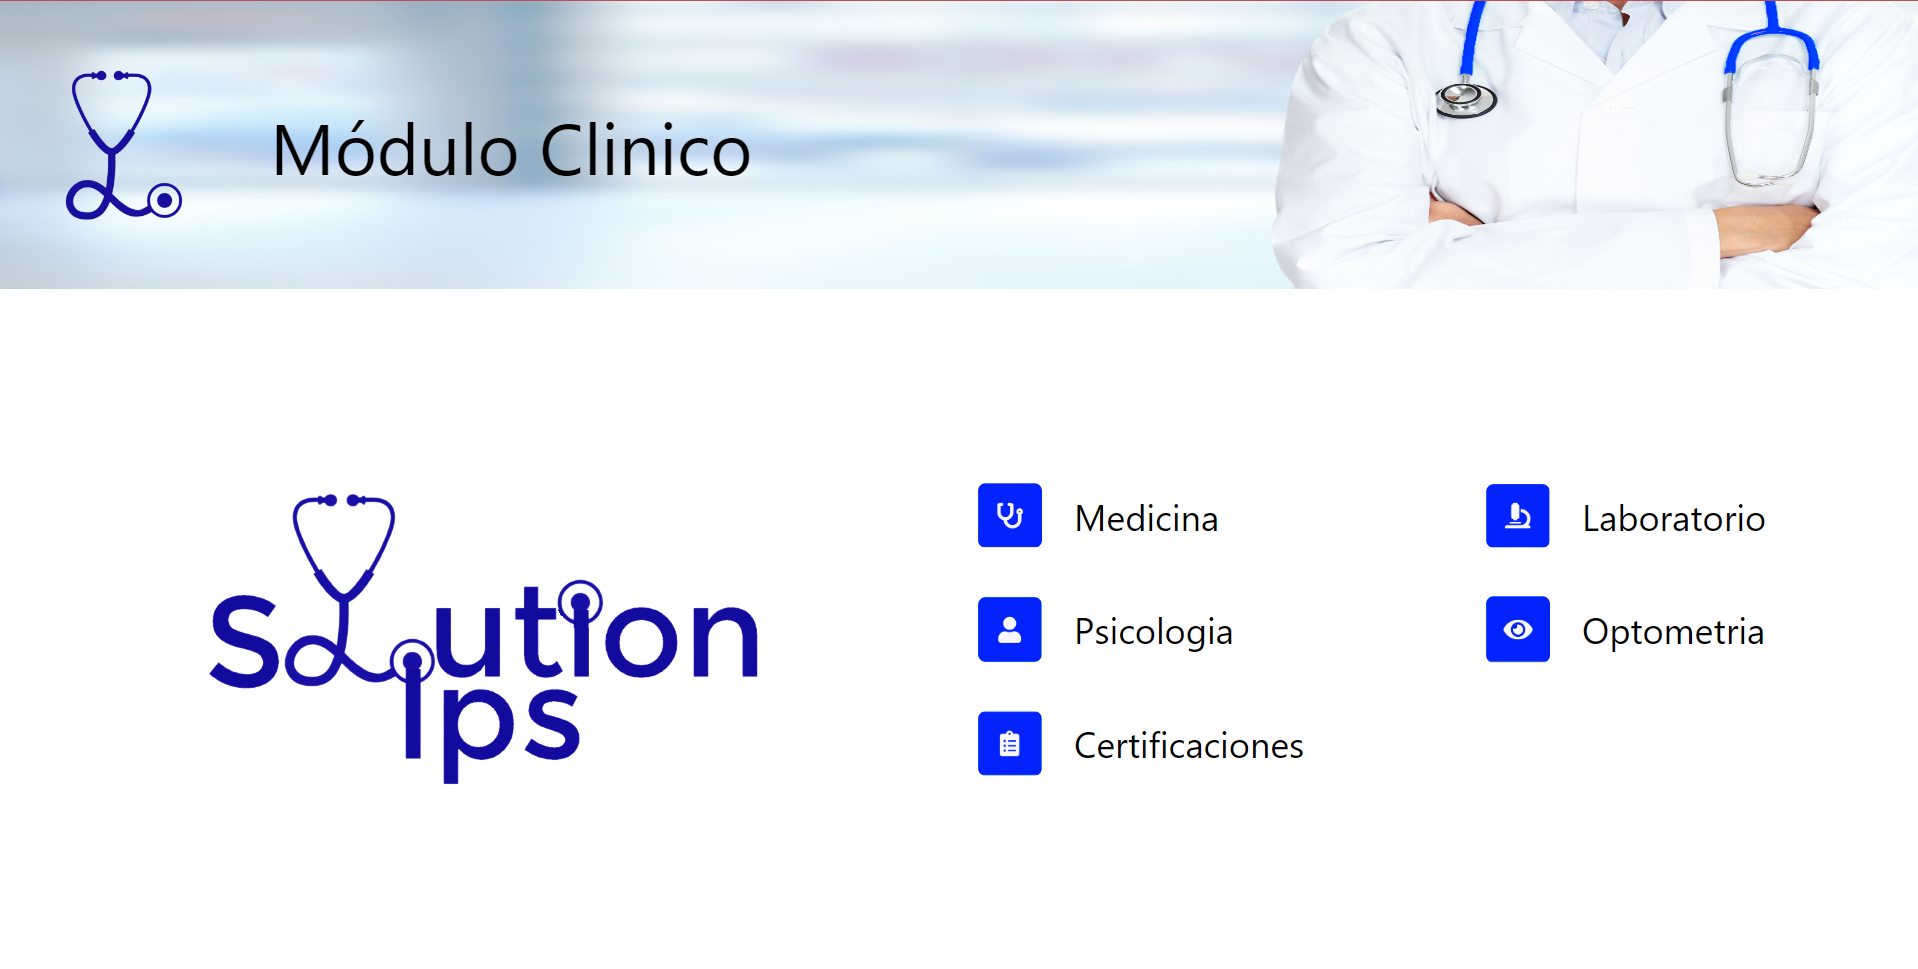 Módulo Clinico
Solution
ips
Medicina
Laboratorio
Psicologia
Optometria
Certificaciones